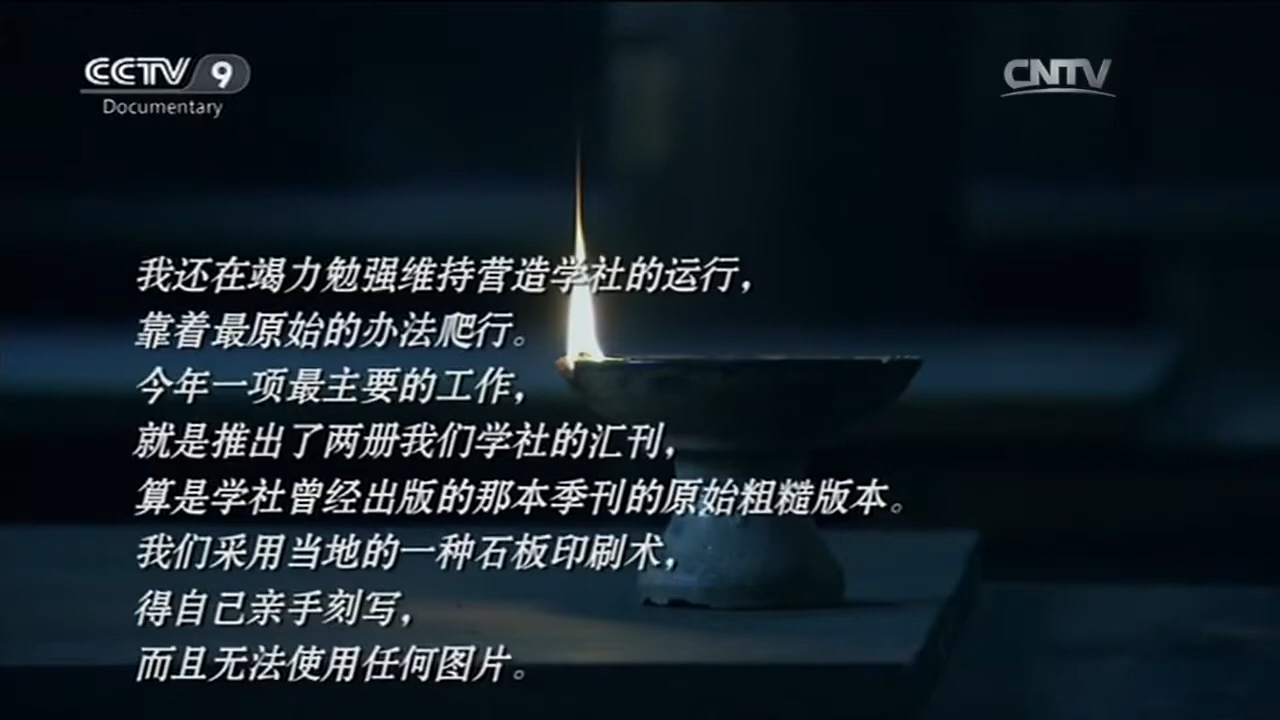 CCTV 9
CNTV
Documentary
我还在竭力勉强维持营造学社的运行，
靠着最原始的办法爬行。
今年一项最主要的工作，
就是推出了两册我们学社的汇刊，
算是学社曾经出版的那本季刊的原始粗糙版本。
我们采用当地的一种石板印刷术，
得自己亲手刻写，
而且无法使用任何图片。